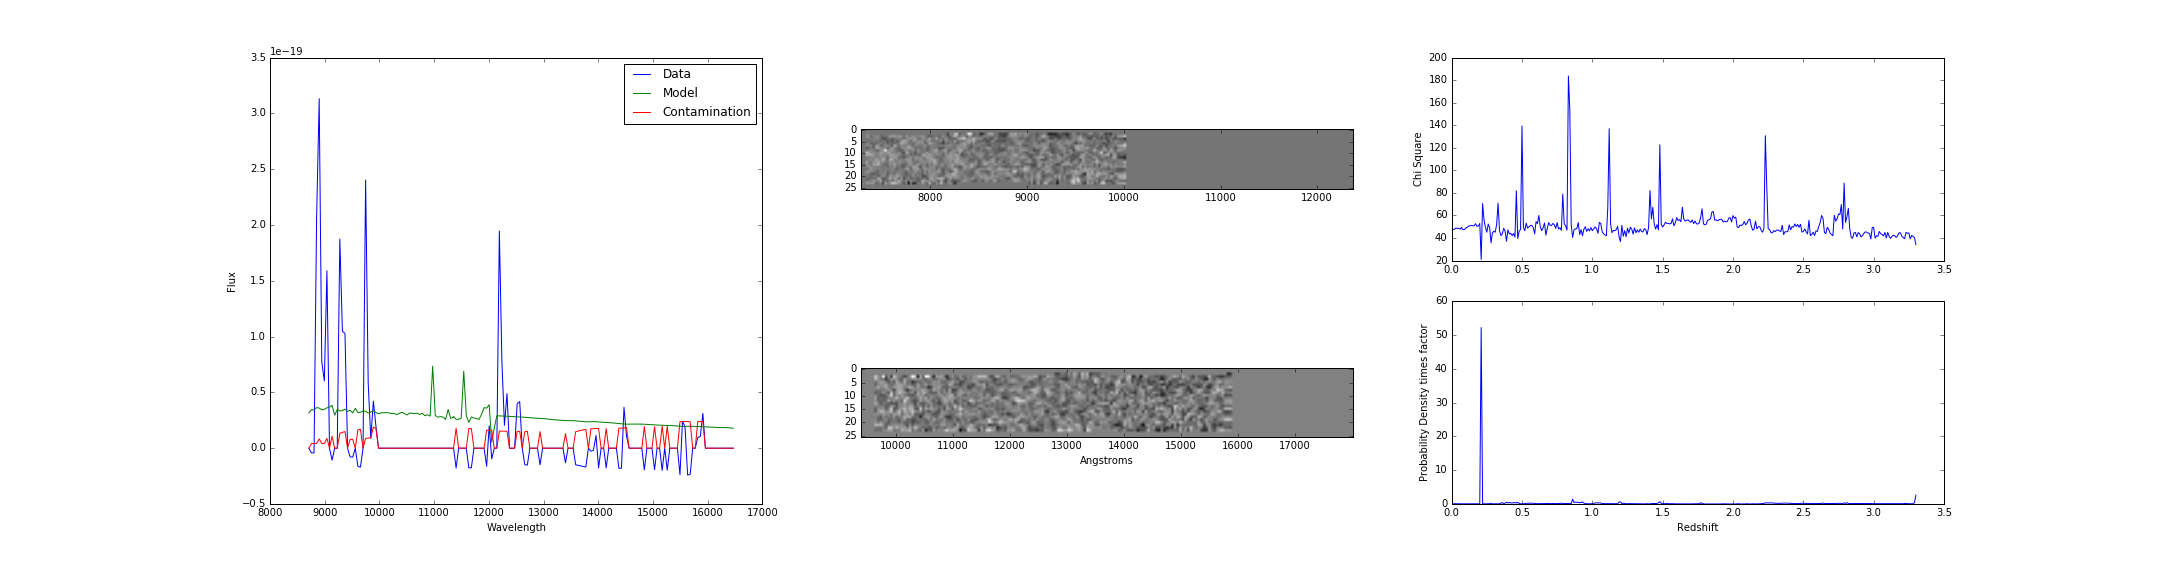 1e−19
3.5
3.0
2.5
2.0
1.5
1.0
0.5
0.0
−0.5
Flux
8000 9000 10000 11000 12000 13000 14000 15000 16000 17000
Wavelength
Data
Model
Contamination
0
5
10
15
20
25
8000 9000 10000 11000 12000
0
5
10
15
20
25
10000 11000 12000 13000 14000 15000 16000 17000
Angstroms
200
180
160
140
120
100
80
60
40
20
Chi Square
0.0 0.5 1.0 1.5 2.0 2.5 3.0 3.5
60
50
40
30
20
10
0
Probability Density times factor
0.0 0.5 1.0 1.5 2.0 2.5 3.0 3.5
Redshift